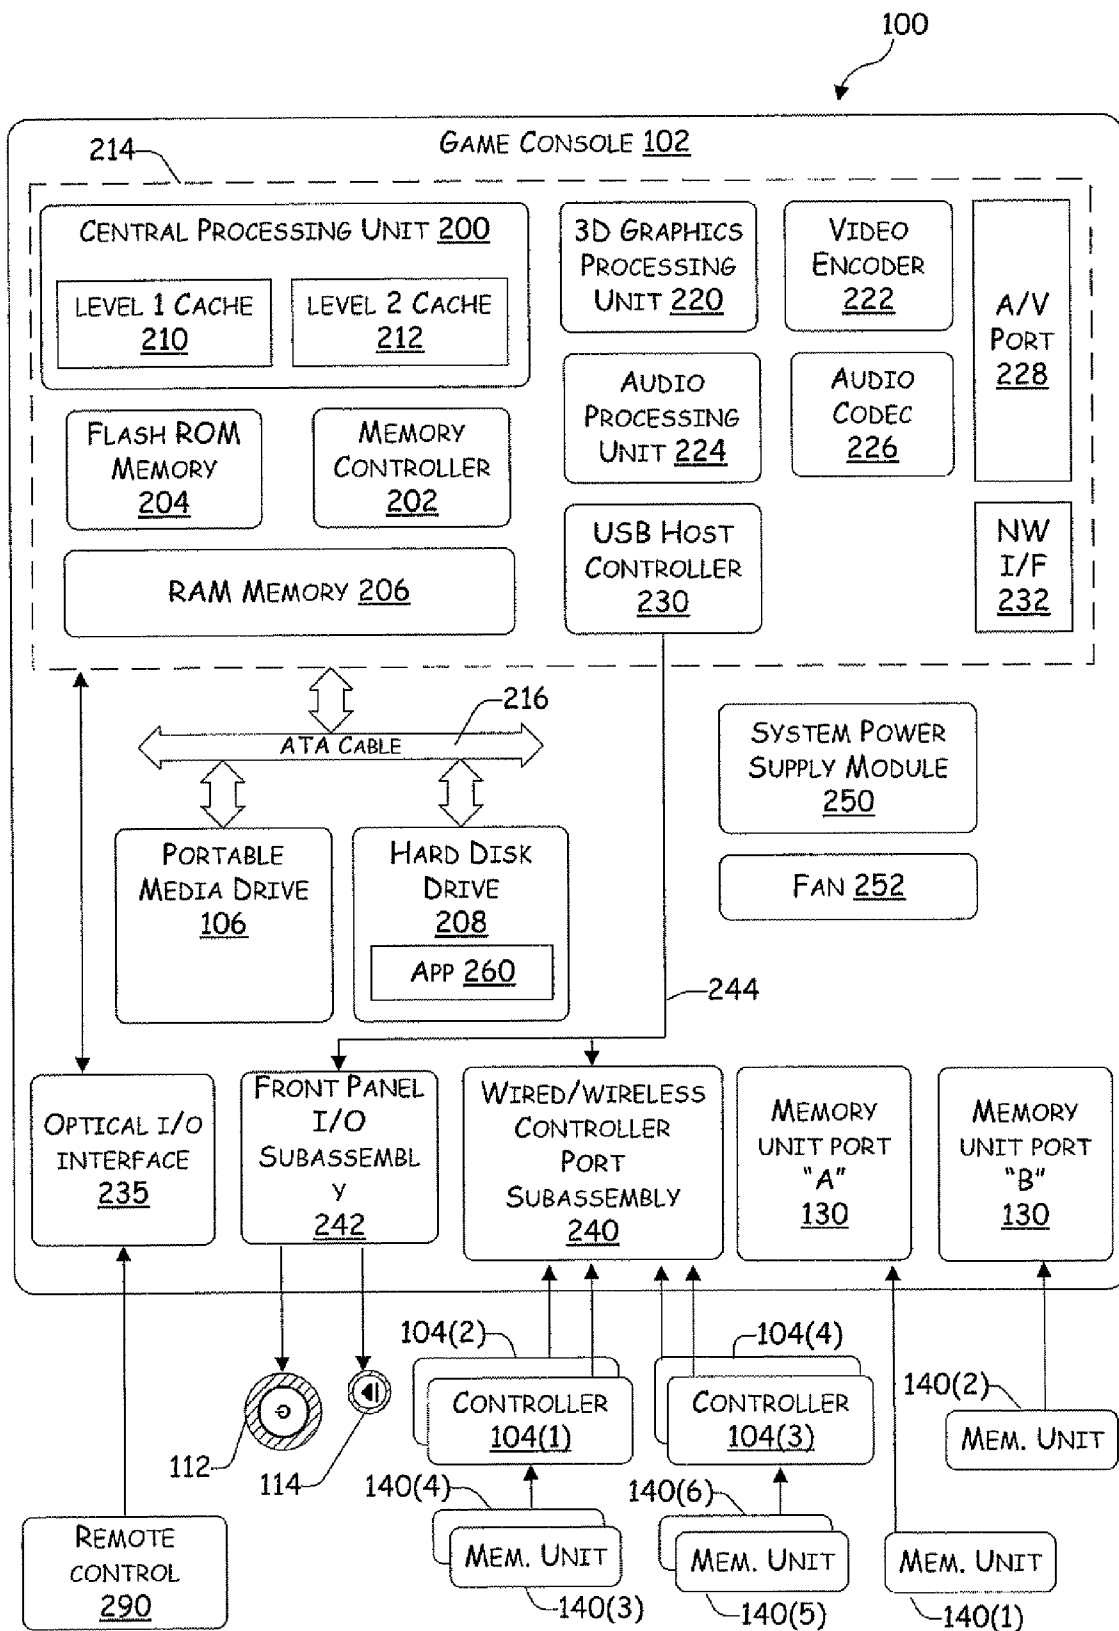 100
GAME CONSOLE 102
214
CENTRAL PROCESSING UNIT 200
LEVEL 1 CACHE
210
LEVEL 2 CACHE
212
3D GRAPHICS
PROCESSING
UNIT 220
VIDEO
ENCODER
222
A/V
PORT
228
FLASH ROM
MEMORY
204
MEMORY
CONTROLLER
202
AUDIO
PROCESSING
UNIT 224
AUDIO
CODEC
226
RAM MEMORY 206
USB HOST
CONTROLLER
230
NW
I/F
232
216
ATA CABLE
SYSTEM POWER
SUPPLY MODULE
250
PORTABLE
MEDIA DRIVE
106
HARD DISK
DRIVE
208
APP 260
FAN 252
244
OPTICAL I/O
INTERFACE
235
FRONT PANEL
I/O
SUBASSEMBL
Y
242
WIRED/WIRELESS
CONTROLLER
PORT
SUBASSEMBLY
240
MEMORY
UNIT PORT
"A"
130
MEMORY
UNIT PORT
"B"
130
104(2)
CONTROLLER
104(1)
104(4)
CONTROLLER
104(3)
140(2)
MEM. UNIT
112
114
140(4)
MEM. UNIT
140(3)
140(6)
MEM. UNIT
140(5)
MEM. UNIT
140(1)
REMOTE
CONTROL
290